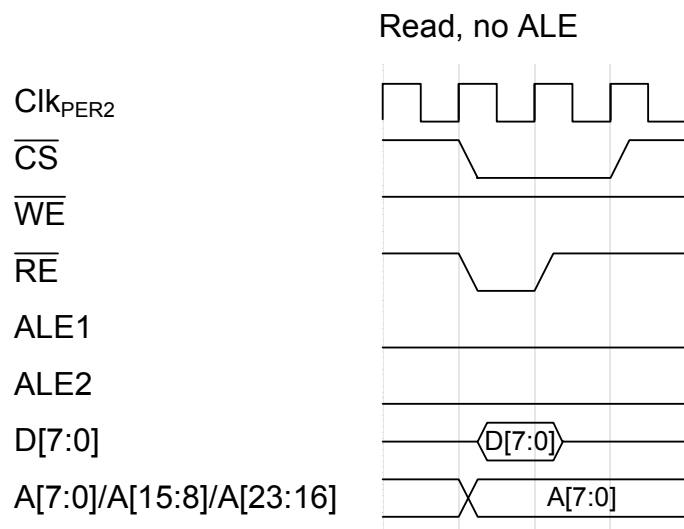 Read, no ALE
ClkPER2
CS
WE
RE
ALE1
ALE2
D[7:0]
D[7:0]
A[7:0]/A[15:8]/A[23:16]
A[7:0]